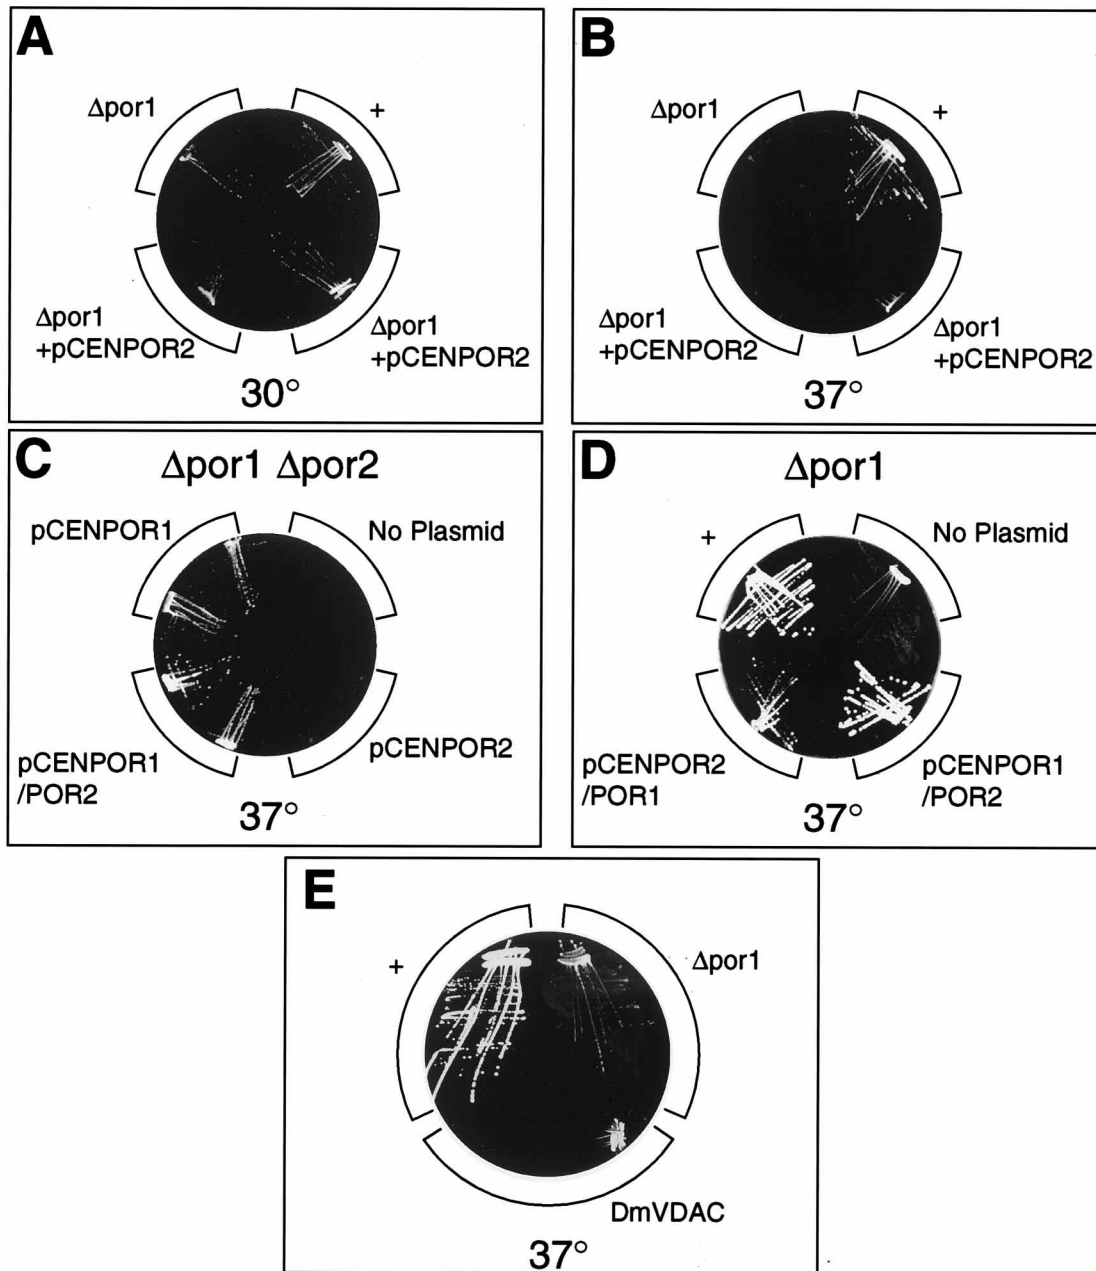 A
Δpor1
+
Δpor1
+pCENPOR2
Δpor1
+pCENPOR2
30°
B
Δpor1
+
Δpor1
+pCENPOR2
Δpor1
+pCENPOR2
37°
C
Δpor1 Δpor2
pCENPOR1
No Plasmid
pCENPOR1
/POR2
pCENPOR2
37°
D
Δpor1
+
No Plasmid
pCENPOR2
/POR1
pCENPOR1
/POR2
37°
E
+
Δpor1
DmVDAC
37°